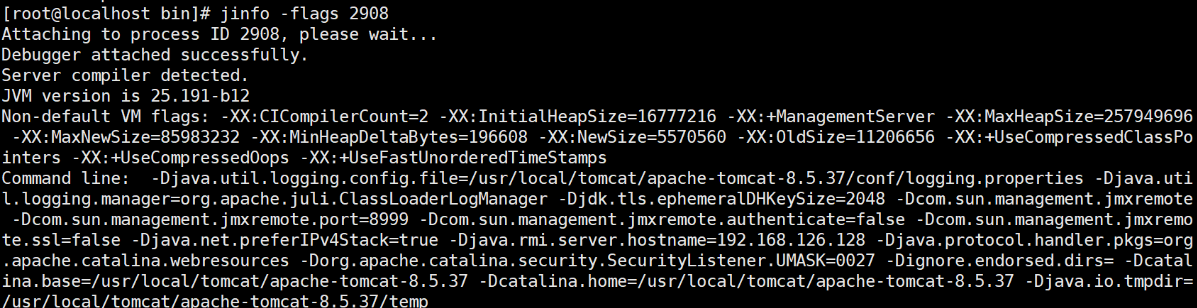 [root@localhost bin]# jinfo -flags 2908
Attaching to process ID 2908, please wait...
Debugger attached successfully.
Server compiler detected.
JVM version is 25.191-b12
Non-default VM flags: -XX:CICompilerCount=2 -XX:InitialHeapSize=16777216 -XX:+ManagementServer -XX:MaxHeapSize=257949696
 -XX:MaxNewSize=85983232 -XX:MinHeapDeltaBytes=196608 -XX:NewSize=5570560 -XX:OldSize=11206656 -XX:+UseCompressedClassPo
inters -XX:+UseCompressedOops -XX:+UseFastUnorderedTimeStamps
Command line:  -Djava.util.logging.config.file=/usr/local/tomcat/apache-tomcat-8.5.37/conf/logging.properties -Djava.uti
l.logging.manager=org.apache.juli.ClassLoaderLogManager -Djdk.tls.ephemeralDHKeySize=2048 -Dcom.sun.management.jmxremote
 -Dcom.sun.management.jmxremote.port=8999 -Dcom.sun.management.jmxremote.authenticate=false -Dcom.sun.management.jmxremo
te.ssl=false -Djava.net.preferIPv4Stack=true -Djava.rmi.server.hostname=192.168.126.128 -Djava.protocol.handler.pkgs=org
.apache.catalina.webresources -Dorg.apache.catalina.security.SecurityListener.UMASK=0027 -Dignore.endorsed.dirs= -Dcatal
ina.base=/usr/local/tomcat/apache-tomcat-8.5.37 -Dcatalina.home=/usr/local/tomcat/apache-tomcat-8.5.37 -Djava.io.tmpdir=
/usr/local/tomcat/apache-tomcat-8.5.37/temp